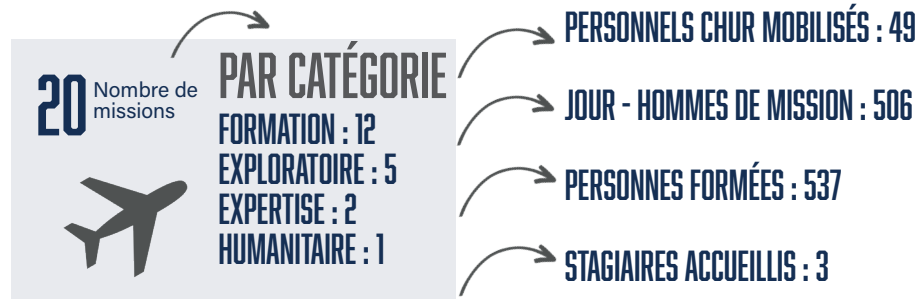 20 Nombre de
missions
PAR CATÉGORIE
FORMATION : 12
EXPLORATOIRE : 5
EXPERTISE : 2
HUMANITAIRE : 1
PERSONNELS CHUR MOBILISÉS : 49
JOUR - HOMMES DE MISSION : 506
PERSONNES FORMÉES : 537
STAGIAIRES ACCUEILLIS : 3